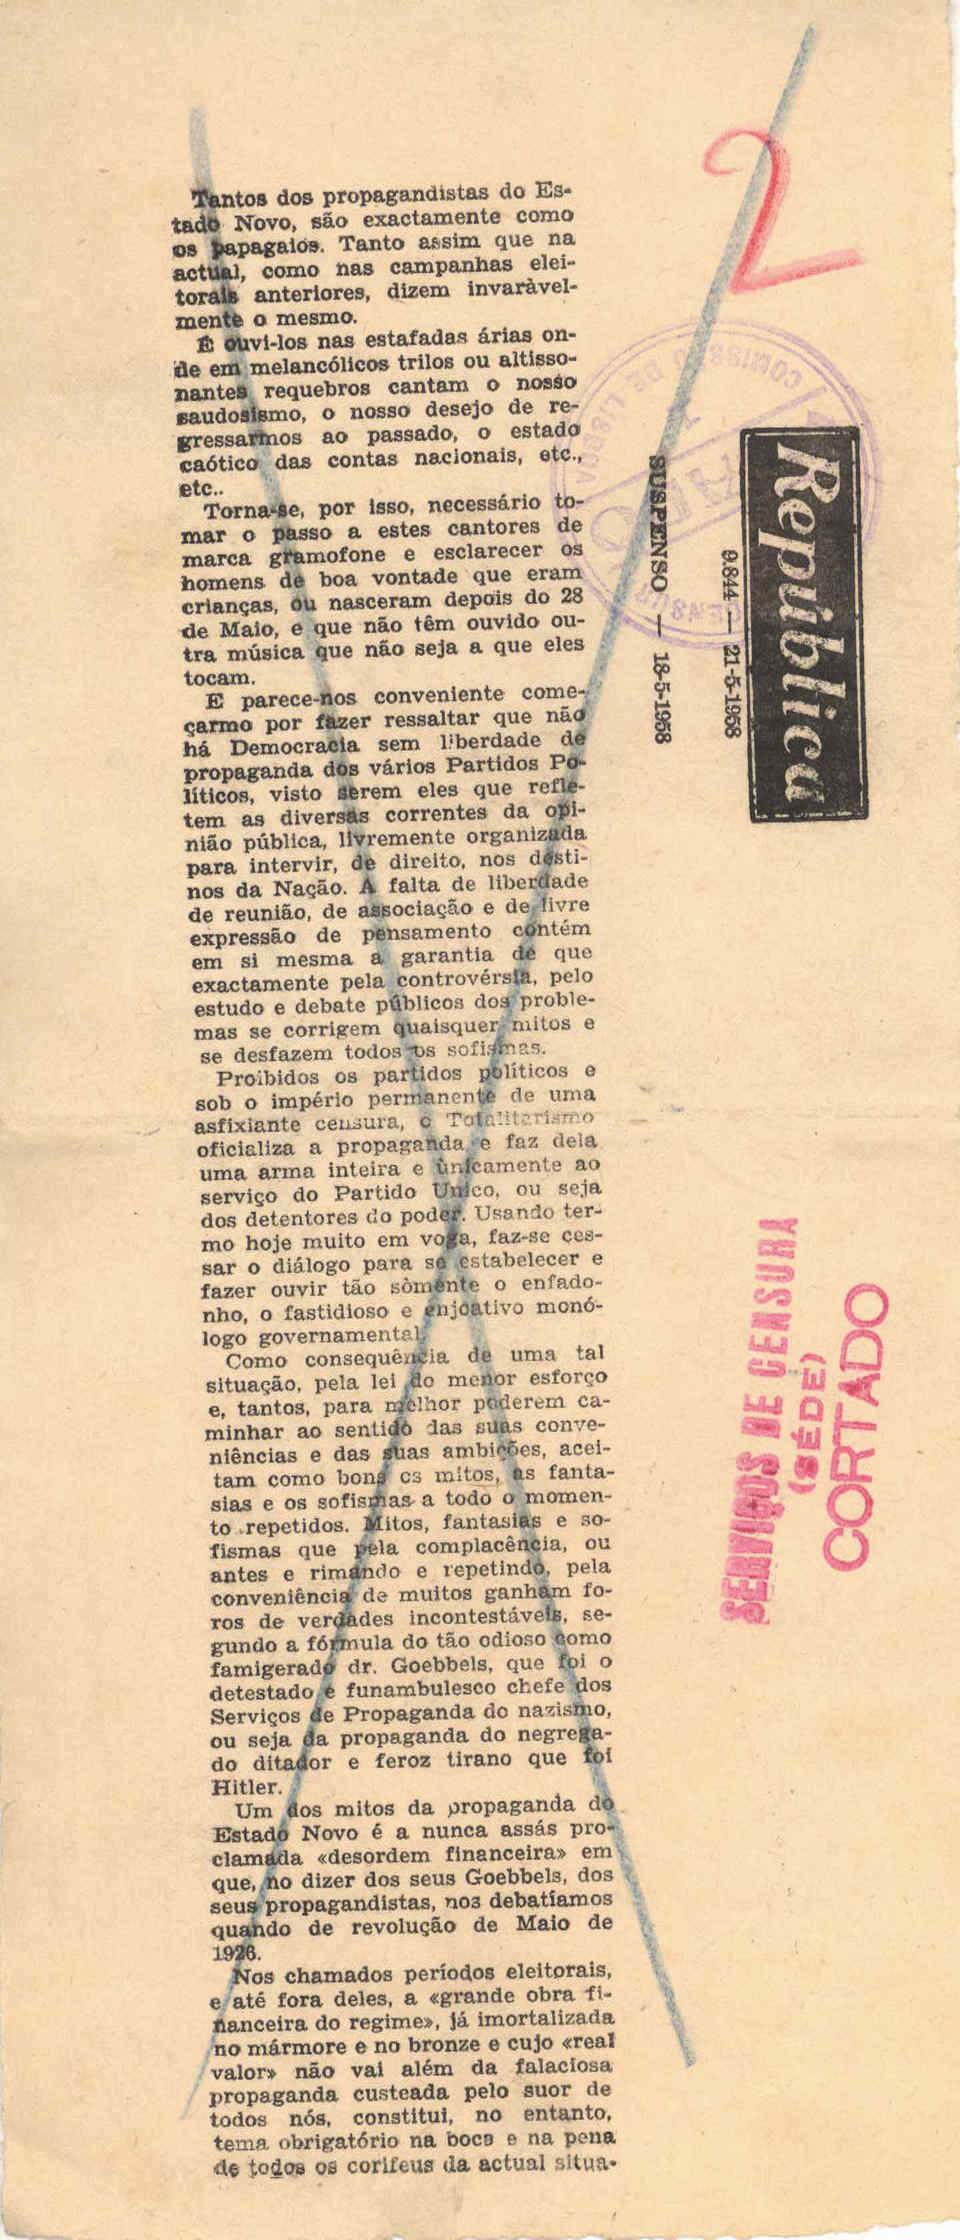 Tantos dos propagandistas do Es-
tado Novo, são exactamente como
os papagaios. Tanto assim que na
actual, como nas campanhas elei-
torais anteriores, dizem invaràvel-
mente o mesmo.
É ouvi-los nas estafadas árias on-
de em melancólicos trilos ou altisso-
nantes requebros cantam o nosso
saudosismo, o nosso desejo de re-
gressarmos ao passado, o estado
caótico das contas nacionais, etc.,
etc..
Torna-se, por isso, necessário to-
mar o passo a estes cantores de
marca gramofone e esclarecer os
homens de boa vontade que eram
crianças, ou nasceram depois do 28
de Maio, e que não têm ouvido ou-
tra música que não seja a que eles
tocam.
E parece-nos conveniente come-
çarmo por fazer ressaltar que não
há Democracia sem liberdade de
propaganda dos vários Partidos Po-
líticos, visto serem eles que refle-
tem as diversas correntes da opi-
nião pública, livremente organizada
para intervir, de direito, nos desti-
nos da Nação. A falta de liberdade
de reunião, de associação e de livre
expressão de pensamento contém
em si mesma a garantia de que
exactamente pela controvérsia, pelo
estudo e debate públicos dos proble-
mas se corrigem quaisquer mitos e
se desfazem todos os sofismas.
Proibidos os partidos políticos e
sob o império permanente de uma
asfixiante censura, o Totalitarismo
oficializa a propaganda e faz dela
uma arma inteira e ùnicamente ao
serviço do Partido Unico, ou seja
dos detentores do poder. Usando ter-
mo hoje muito em voga, faz-se ces-
sar o diálogo para se estabelecer e
fazer ouvir tão sòmente o enfado-
nho, o fastidioso e enjoativo monó-
logo governamental.
Como consequência de uma tal
situação, pela lei do menor esforço
e, tantos, para melhor poderem ca-
minhar ao sentido das suas conve-
niências e das suas ambições, acei-
tam como bons os mitos, as fanta-
sias e os sofismas a todo o momen-
to repetidos. Mitos, fantasias e so-
fismas que pela complacência, ou
antes e rimando e repetindo, pela
conveniência de muitos ganham fo-
ros de verdades incontestáveis, se-
gundo a fórmula do tão odioso como
famigerado dr. Goebbels, que foi o
detestado e funambulesco chefe dos
Serviços de Propaganda do nazismo,
ou seja da propaganda do negrega-
do ditador e feroz tirano que foi
Hitler.
Um dos mitos da propaganda do
Estado Novo é a nunca assás pro-
clamada «desordem financeira» em
que, no dizer dos seus Goebbels, dos
seus propagandistas, nos debatíamos
quando de revolução de Maio de
1926.
Nos chamados períodos eleitorais,
e até fora deles, a «grande obra fi-
nanceira do regime», já imortalizada
no mármore e no bronze e cujo «real
valor» não vai além da falaciosa
propaganda custeada pelo suor de
todos nós, constitui, no entanto,
tema obrigatório na boca e na pena
de todos os corifeus da actual situa-
2
República
9.844 — 21-5-1958
SUSPENSO — 18-5-1958
COMISSÃO DE CENSURA
DE LISBOA
SERVIÇOS DE CENSURA
(SÉDE)
CORTADO